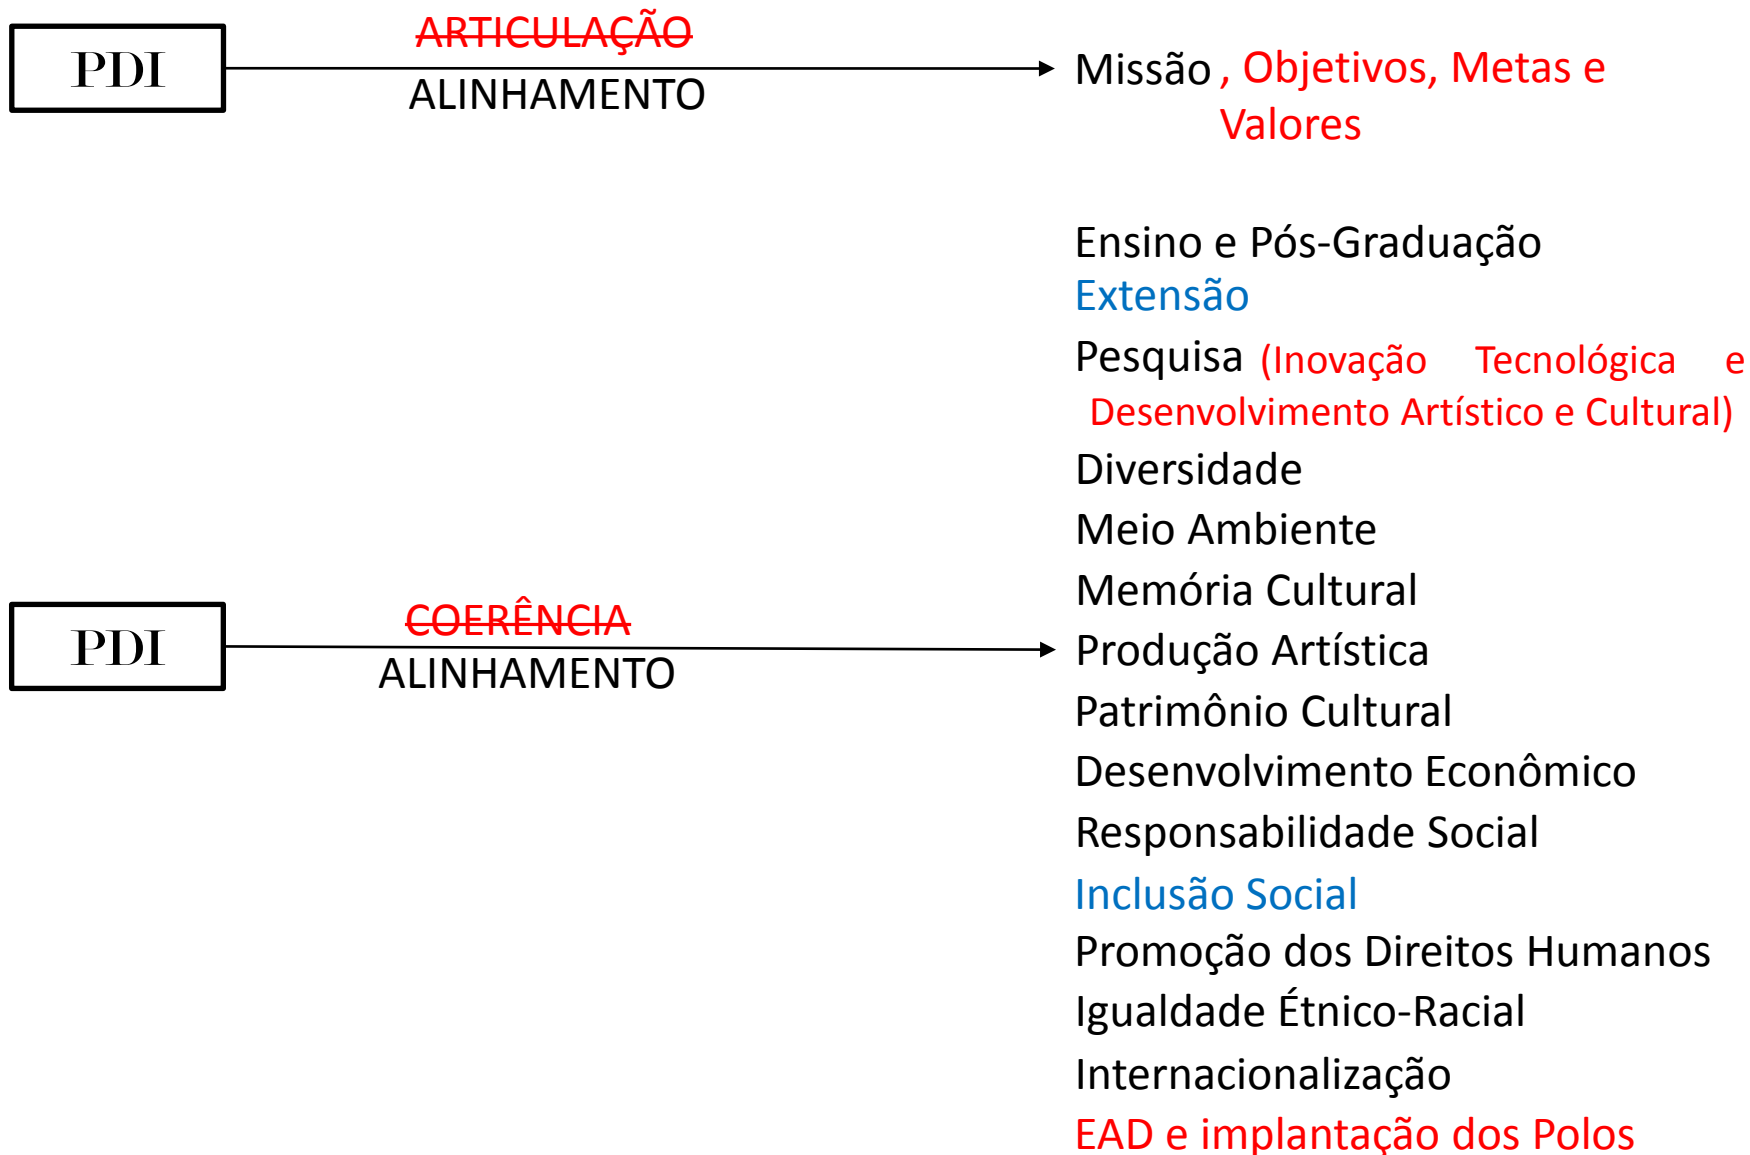 PDI
ARTICULAÇÃO
ALINHAMENTO
Missão , Objetivos, Metas e
Valores
Ensino e Pós-Graduação
Extensão
Pesquisa (Inovação Tecnológica e
Desenvolvimento Artístico e Cultural)
Diversidade
Meio Ambiente
Memória Cultural
PDI
COERÊNCIA
ALINHAMENTO
Produção Artística
Patrimônio Cultural
Desenvolvimento Econômico
Responsabilidade Social
Inclusão Social
Promoção dos Direitos Humanos
Igualdade Étnico-Racial
Internacionalização
EAD e implantação dos Polos